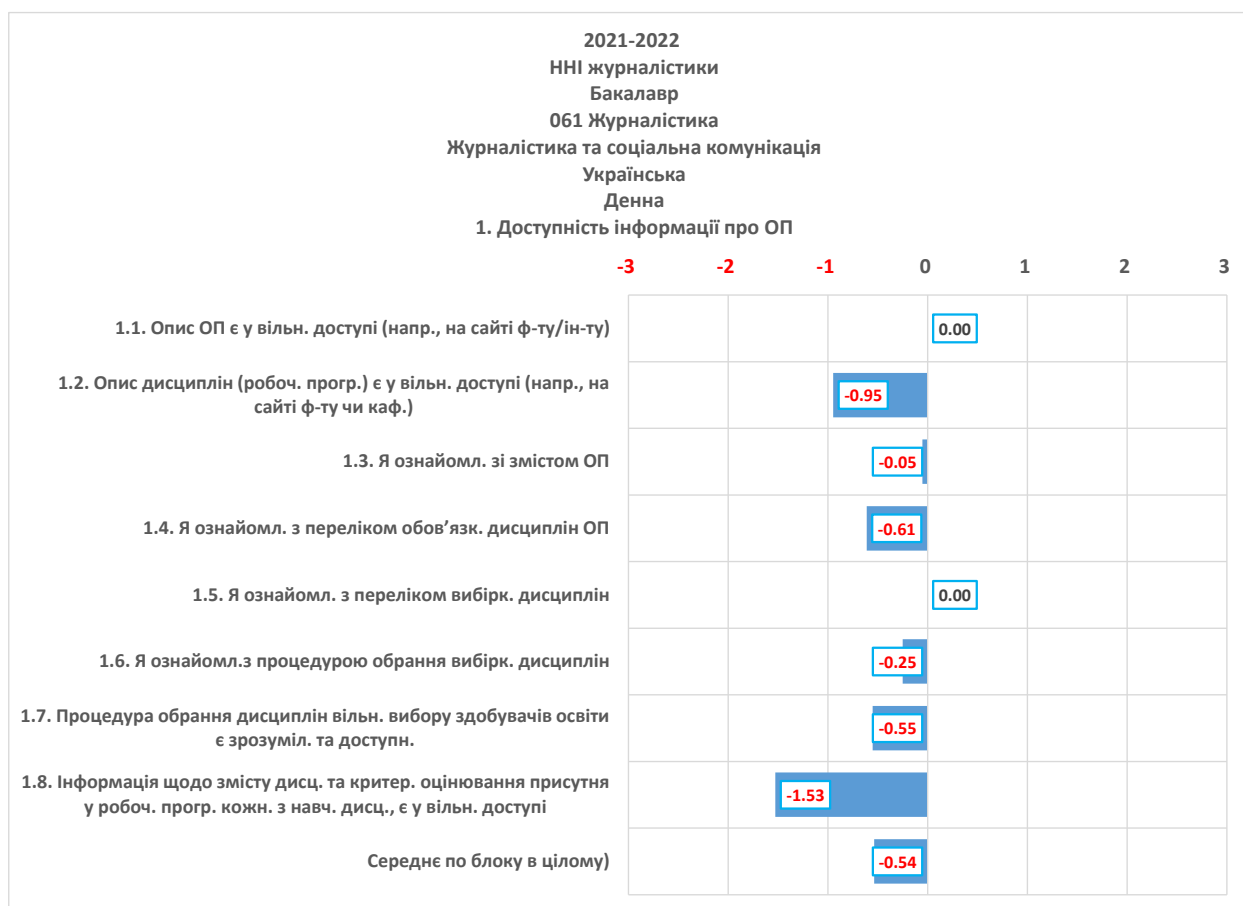 2021-2022
ННІ журналістики
Бакалавр
061 Журналістика
Журналістика та соціальна комунікація
Українська
Денна
1. Доступність інформації про ОП
-3 -2 -1 0 1 2 3
1.1. Опис ОП є у вільн. доступі (напр., на сайті ф-ту/ін-ту)
0.00
1.2. Опис дисциплін (робоч. прогр.) є у вільн. доступі (напр., на
сайті ф-ту чи каф.)
-0.95
1.3. Я ознайомл. зі змістом ОП
-0.05
1.4. Я ознайомл. з переліком обов’язк. дисциплін ОП
-0.61
1.5. Я ознайомл. з переліком вибірк. дисциплін
0.00
1.6. Я ознайомл.з процедурою обрання вибірк. дисциплін
-0.25
1.7. Процедура обрання дисциплін вільн. вибору здобувачів освіти
є зрозуміл. та доступн.
-0.55
1.8. Інформація щодо змісту дисц. та критер. оцінювання присутня
у робоч. прогр. кожн. з навч. дисц., є у вільн. доступі
-1.53
Середнє по блоку в цілому)
-0.54